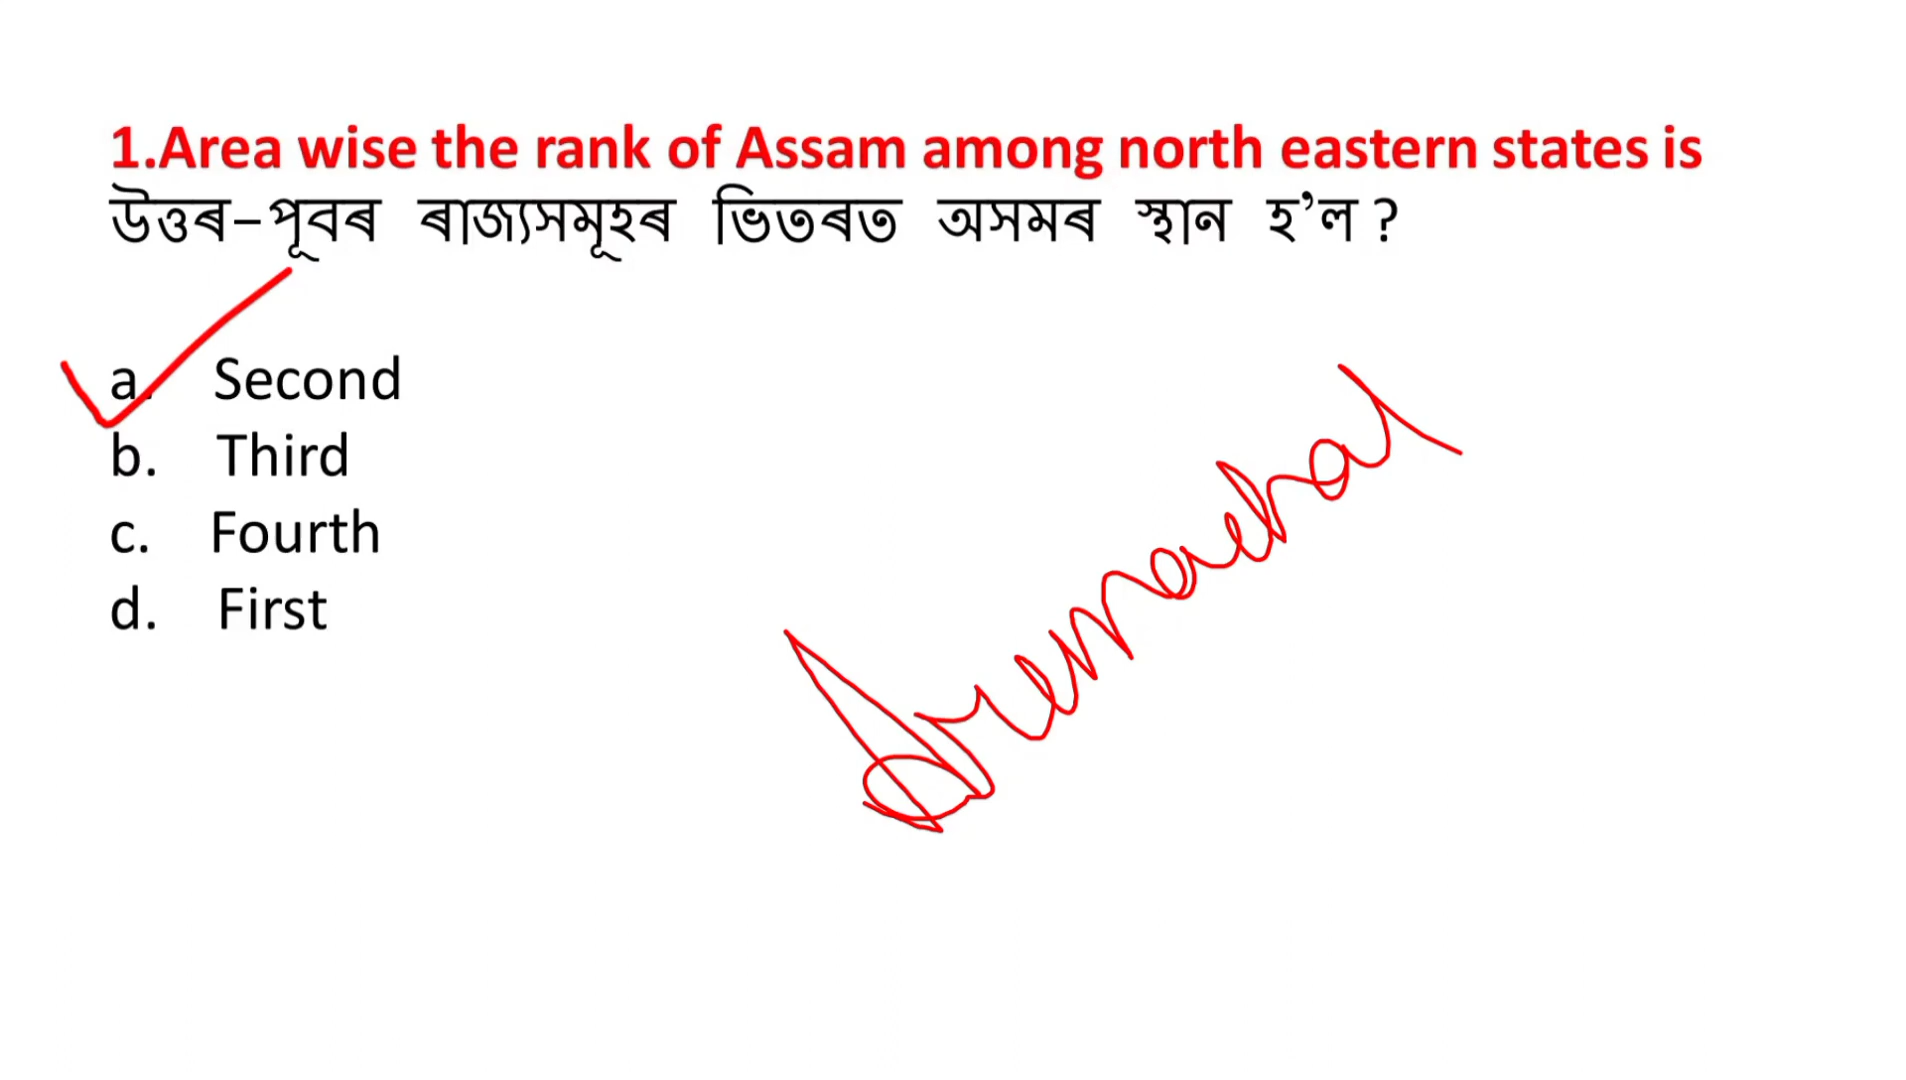 1.Area wise the rank of Assam among north eastern states is
উত্তৰ-পূবৰ ৰাজ্যসমূহৰ ভিতৰত অসমৰ স্থান হ’ল ?
a. Second
b. Third
c. Fourth
d. First